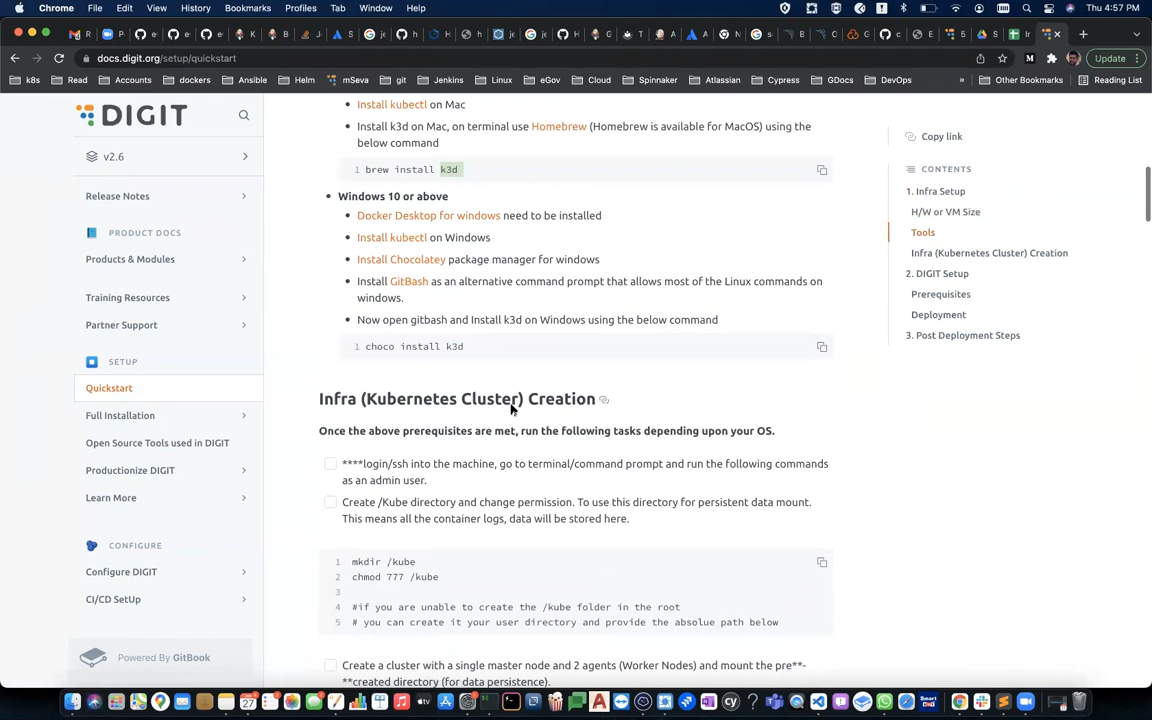 Chrome File Edit View History Bookmarks Profiles Tab Window Help
Thu 4:57 PM
docs.digit.org/setup/quickstart
Update
k8s Read Accounts dockers Ansible Helm mSeva git Jenkins Linux eGov Cloud Spinnaker Atlassian Cypress GDocs DevOps » Other Bookmarks Reading List
DIGIT
v2.6
Release Notes
PRODUCT DOCS
Products & Modules
Training Resources
Partner Support
SETUP
Quickstart
Full Installation
Open Source Tools used in DIGIT
Productionize DIGIT
Learn More
CONFIGURE
Configure DIGIT
CI/CD SetUp
Powered By GitBook
Install kubectl on Mac
Install k3d on Mac, on terminal use Homebrew (Homebrew is available for MacOS) using the
below command
1 brew install k3d
Windows 10 or above
Docker Desktop for windows need to be installed
Install kubectl on Windows
Install Chocolatey package manager for windows
Install GitBash as an alternative command prompt that allows most of the Linux commands on
windows.
Now open gitbash and Install k3d on Windows using the below command
1 choco install k3d
Infra (Kubernetes Cluster) Creation
Once the above prerequisites are met, run the following tasks depending upon your OS.
****login/ssh into the machine, go to terminal/command prompt and run the following commands
as an admin user.
Create /Kube directory and change permission. To use this directory for persistent data mount.
This means all the container logs, data will be stored here.
1 mkdir /kube
2 chmod 777 /kube
3
4 #if you are unable to create the /kube folder in the root
5 # you can create it your user directory and provide the absolue path below
Create a cluster with a single master node and 2 agents (Worker Nodes) and mount the pre**-
**created directory (for data persistence).
Copy link
CONTENTS
1. Infra Setup
H/W or VM Size
Tools
Infra (Kubernetes Cluster) Creation
2. DIGIT Setup
Prerequisites
Deployment
3. Post Deployment Steps